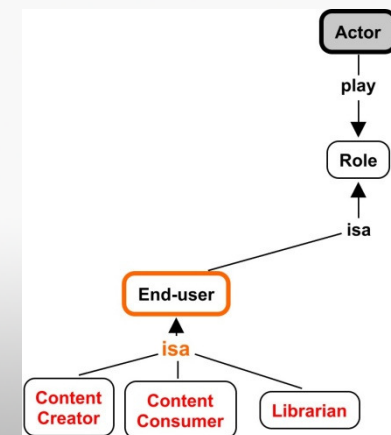 Actor
play
Role
isa
End-user
isa
Content
Creator
Content
Consumer
Librarian